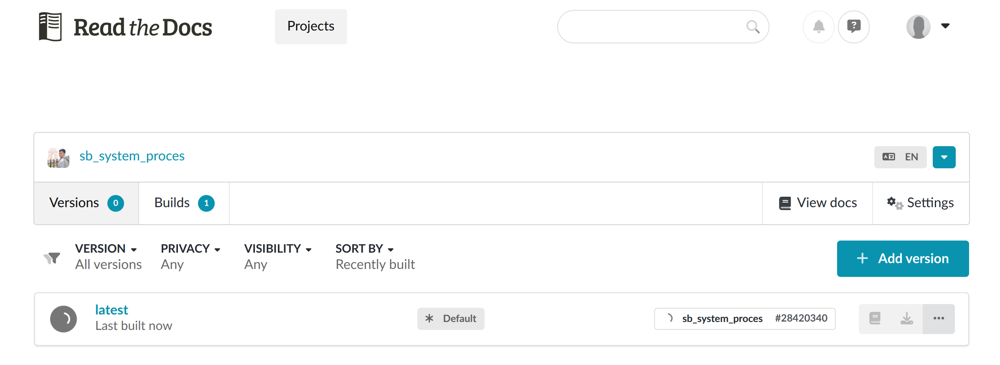 Read the Docs
Projects
sb_system_proces
EN
Versions 0
Builds 1
View docs
Settings
VERSION
All versions
PRIVACY
Any
VISIBILITY
Any
SORT BY
Recently built
Add version
latest
Last built now
Default
sb_system_proces #28420340